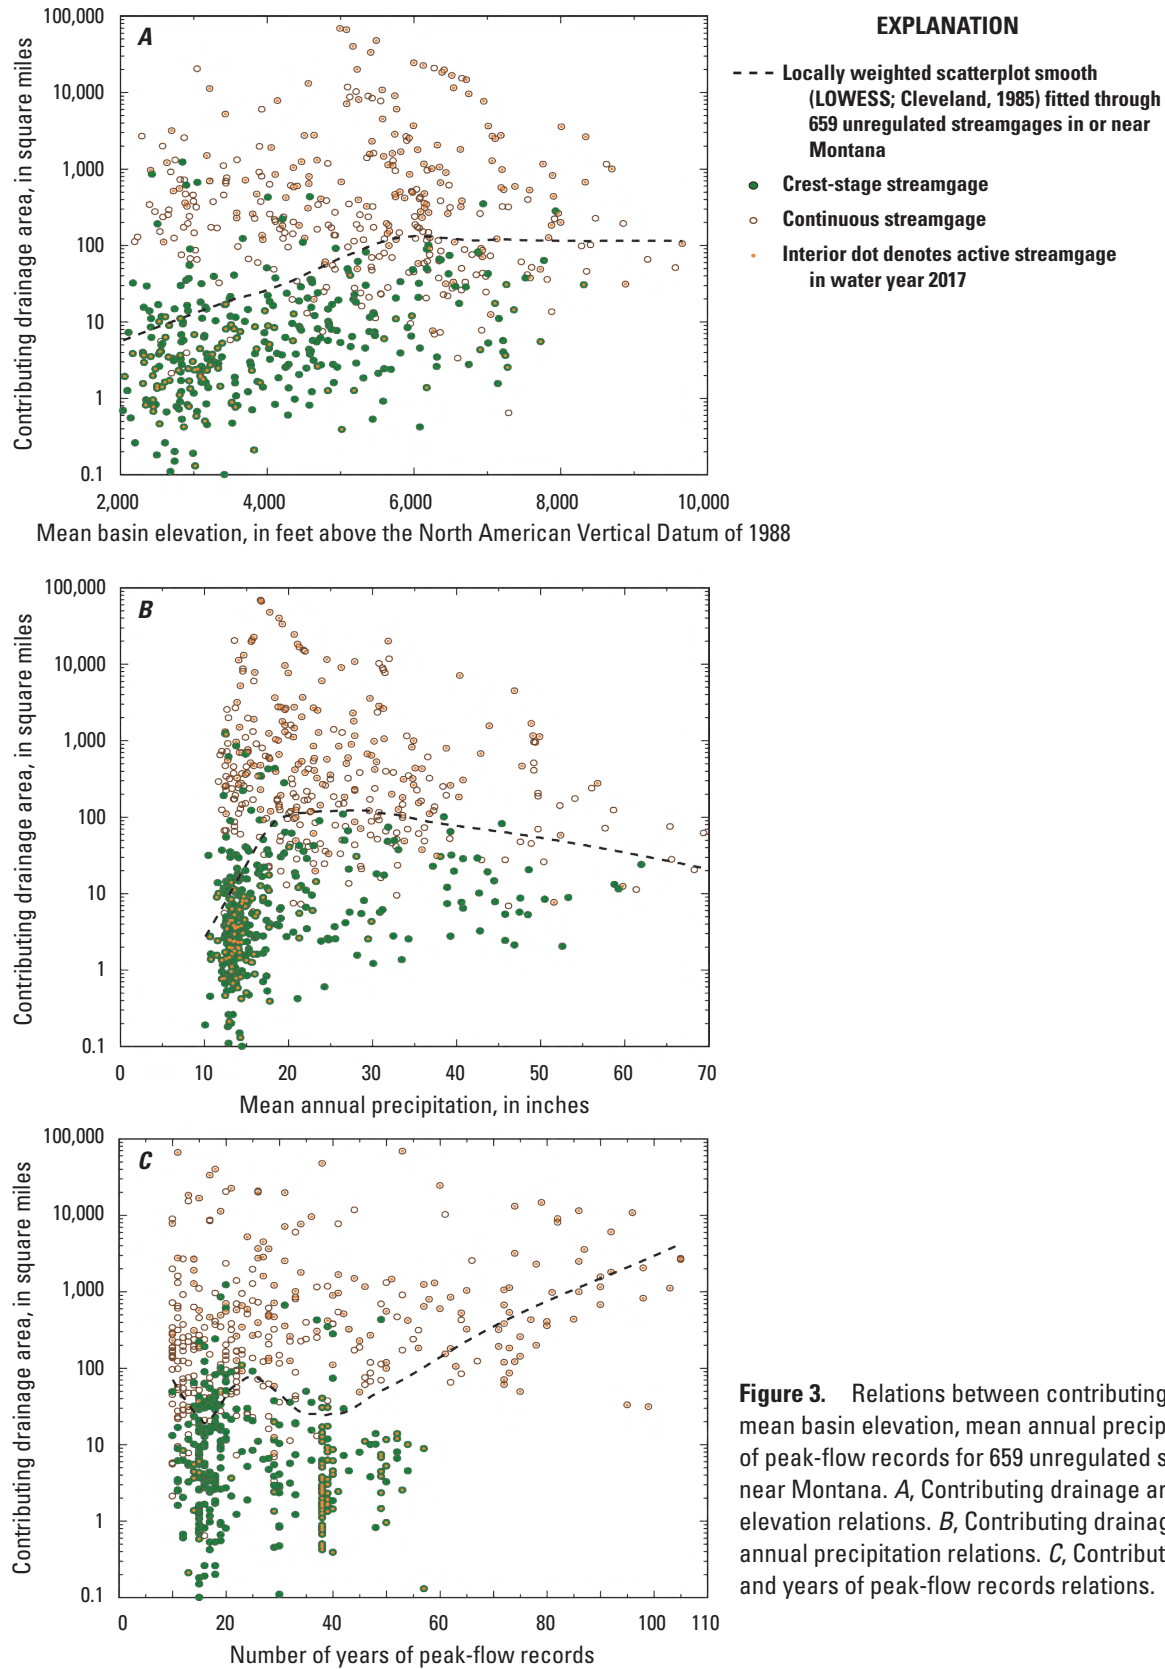 A
100,000
10,000
1,000
100
10
1
0.1
Contributing drainage area, in square miles
2,000
4,000
6,000
8,000
10,000
Mean basin elevation, in feet above the North American Vertical Datum of 1988
EXPLANATION
Locally weighted scatterplot smooth
(LOWESS; Cleveland, 1985) fitted through
659 unregulated streamgages in or near
Montana
Crest-stage streamgage
Continuous streamgage
Interior dot denotes active streamgage
in water year 2017
B
100,000
10,000
1,000
100
10
1
0.1
Contributing drainage area, in square miles
0
10
20
30
40
50
60
70
Mean annual precipitation, in inches
C
100,000
10,000
1,000
100
10
1
0.1
Contributing drainage area, in square miles
0
20
40
60
80
100
110
Number of years of peak-flow records
Figure 3. Relations between contributing
mean basin elevation, mean annual precip
of peak-flow records for 659 unregulated s
near Montana. A, Contributing drainage ar
elevation relations. B, Contributing drainag
annual precipitation relations. C, Contribut
and years of peak-flow records relations.